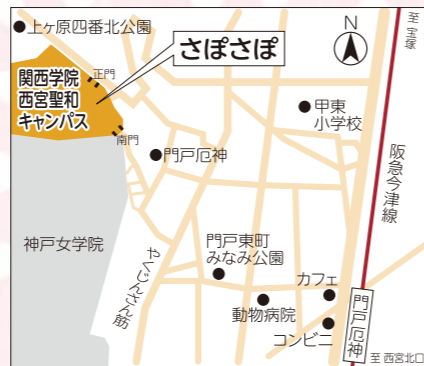 上ヶ原四番北公園
さぽさぽ
N
至 宝塚
関西学院
西宮聖和
キャンパス
正門
南門
甲東
小学校
阪急今津線
門戸厄神
神戸女学院
やくじんさん筋
門戸東町
みなみ公園
カフェ
動物病院
コンビニ
門戸厄神
至 西宮北口